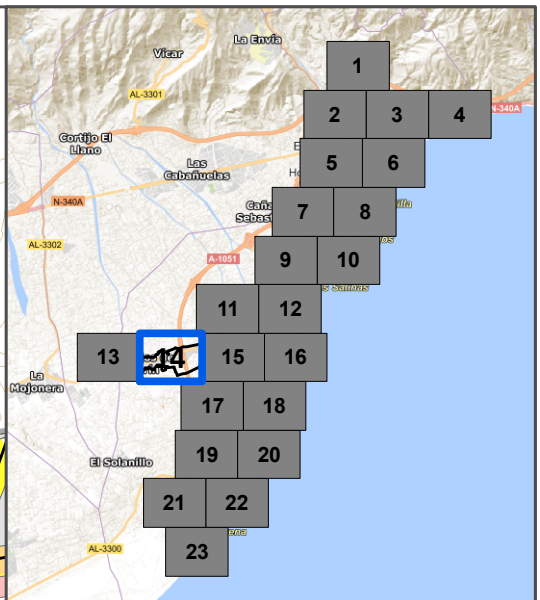 La Envía
Vícar
1
AL-3301
2 3 4
N-340A
Cortijo El
Llano
Las
Cabañuelas
5 6
N-340A
7 8
AL-3302
A-1051
9 10
s Salinas
11 12
13 14 15 16
La
Mojonera
17 18
El Solanillo
19 20
21 22
ena
AL-3300
23